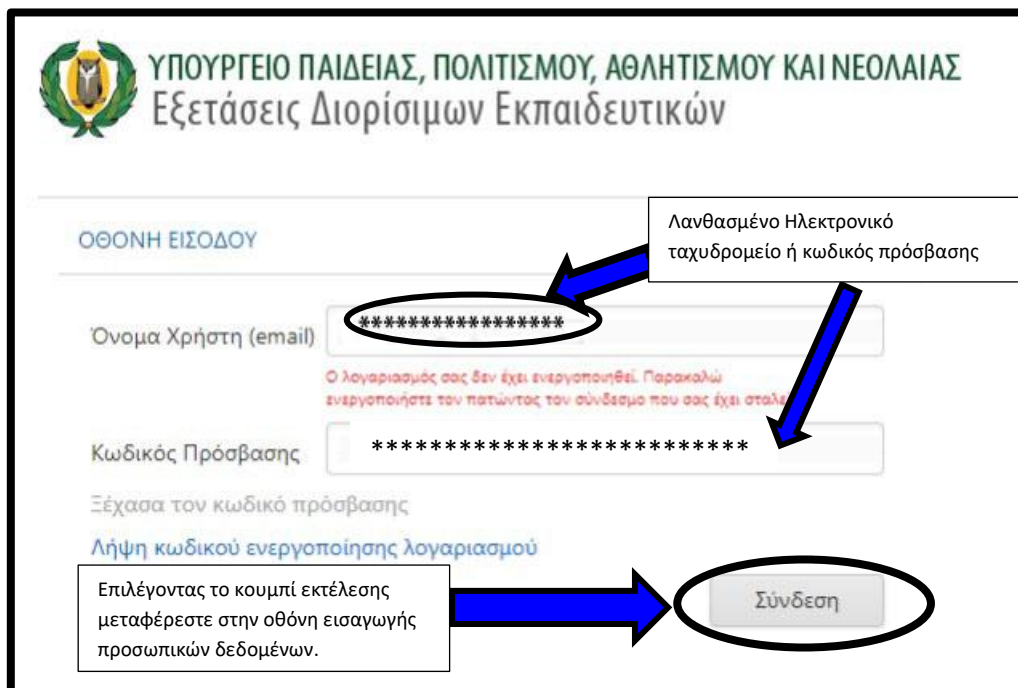 ΥΠΟΥΡΓΕΙΟ ΠΑΙΔΕΙΑΣ, ΠΟΛΙΤΙΣΜΟΥ, ΑΘΛΗΤΙΣΜΟΥ ΚΑΙ ΝΕΟΛΑΙΑΣ
Εξετάσεις Διορίσιμων Εκπαιδευτικών
Λανθασμένο Ηλεκτρονικό
ταχυδρομείο ή κωδικός πρόσβασης
ΟΘΟΝΗ ΕΙΣΟΔΟΥ
Όνομα Χρήστη (email)
*****************
Ο λογαριασμός σας δεν έχει ενεργοποιηθεί. Παρακαλώ
ενεργοποιήστε τον πατώντας τον σύνδεσμο που σας έχει
Κωδικός Πρόσβασης
**************************
Ξέχασα τον κωδικό πρόσβασης
Λήψη κωδικού ενεργοποίησης λογαριασμού
Επιλέγοντας το κουμπί εκτέλεσης
μεταφέρεστε στην οθόνη εισαγωγής
προσωπικών δεδομένων.
Σύνδεση